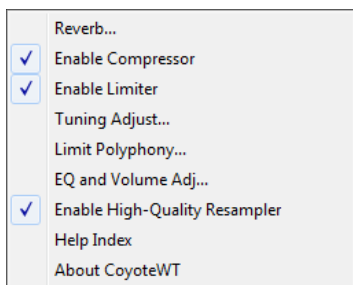 Reverb...
Enable Compressor
Enable Limiter
Tuning Adjust...
Limit Polyphony...
EQ and Volume Adj...
Enable High-Quality Resampler
Help Index
About CoyoteWT